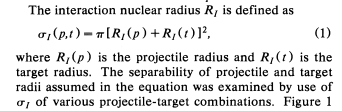 The interaction nuclear radius R_I is defined as
σ_I(p,t)=π[R_I(p)+R_I(t)]²,    (1)
where R_I(p) is the projectile radius and R_I(t) is the
target radius. The separability of projectile and target
radii assumed in the equation was examined by use of
σ_I of various projectile-target combinations. Figure 1